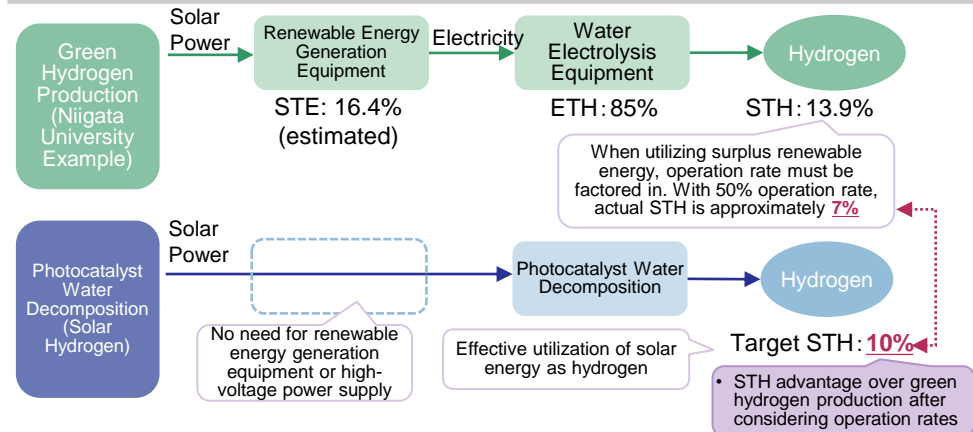 Green
Hydrogen
Production
(Niigata
University
Example)
Solar
Power
Renewable Energy
Generation
Equipment
STE: 16.4%
(estimated)
Electricity
Water
Electrolysis
Equipment
ETH: 85%
Hydrogen
STH: 13.9%
When utilizing surplus renewable
energy, operation rate must be
factored in. With 50% operation rate,
actual STH is approximately 7%
Photocatalyst
Water
Decomposition
(Solar
Hydrogen)
Solar
Power
No need for renewable
energy generation
equipment or high-
voltage power supply
Photocatalyst Water
Decomposition
Effective utilization of solar
energy as hydrogen
Hydrogen
Target STH: 10%
• STH advantage over green
hydrogen production after
considering operation rates